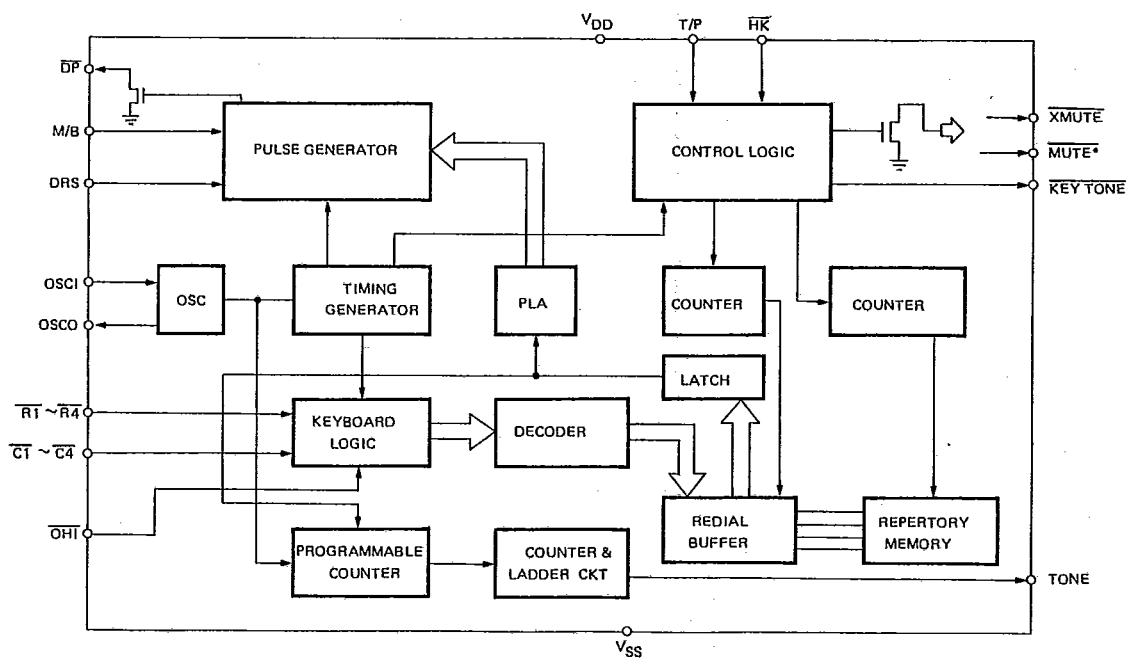 VDD
T/P
HK
DP
M/B
DRS
PULSE GENERATOR
CONTROL LOGIC
XMUTE
MUTE*
KEY TONE
OSCI
OSCO
OSC
TIMING
GENERATOR
PLA
COUNTER
COUNTER
LATCH
R1 ~ R4
C1 ~ C4
KEYBOARD
LOGIC
DECODER
OHI
REDIAL
BUFFER
REPERTORY
MEMORY
PROGRAMMABLE
COUNTER
COUNTER &
LADDER CKT
TONE
VSS